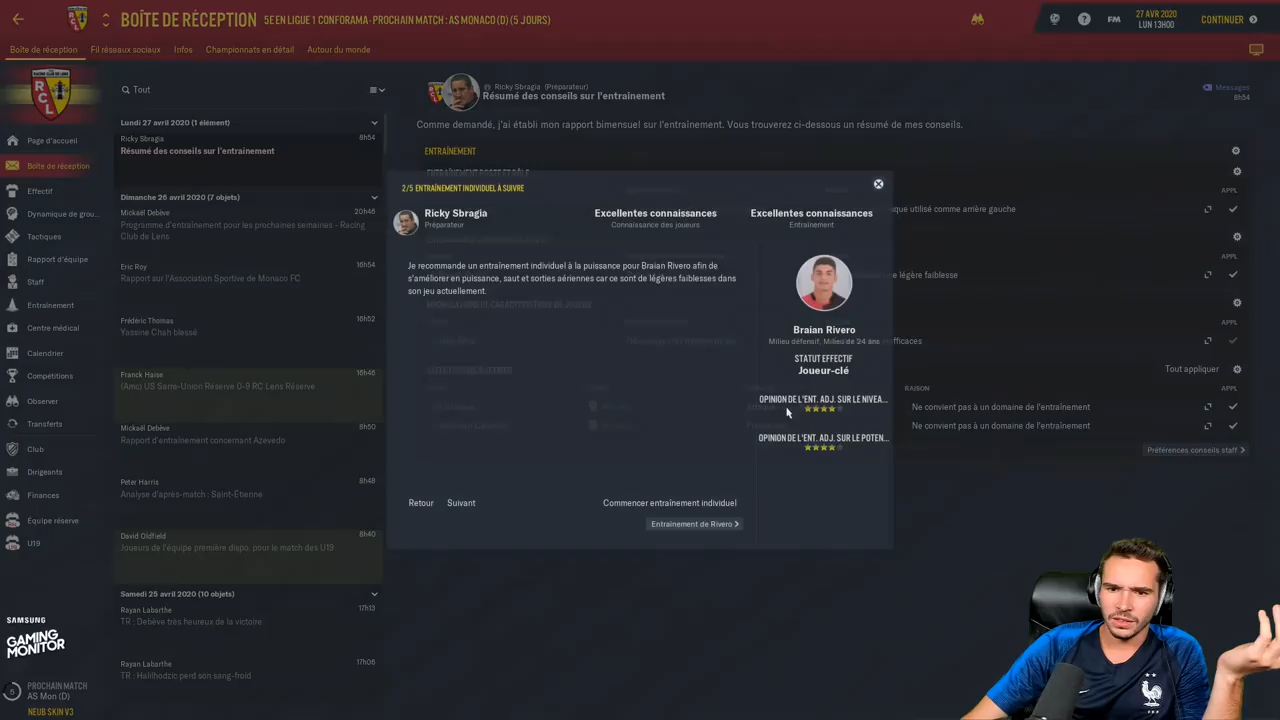 BOÎTE DE RÉCEPTION
5E EN LIGUE 1 CONFORAMA - PROCHAIN MATCH : AS MONACO (D) (5 JOURS)
FM
27 AVR 2020
LUN 13H00
CONTINUER
Boîte de réception
Fil réseaux sociaux
Infos
Championnats en détail
Autour du monde
RCL
Page d'accueil
Boîte de réception
Effectif
Dynamique de grou...
Tactiques
Rapport d'équipe
Staff
Entraînement
Centre médical
Calendrier
Compétitions
Observer
Transferts
Club
Dirigeants
Finances
Équipe réserve
U19
SAMSUNG
GAMING
MONITOR
5
PROCHAIN MATCH
AS Mon (D)
NEUB SKIN V3
Tout
Lundi 27 avril 2020 (1 élément)
Ricky Sbragia
8h54
Résumé des conseils sur l'entraînement
Dimanche 26 avril 2020 (7 objets)
Mickaël Debève
20h46
Programme d'entraînement pour les prochaines semaines - Racing
Club de Lens
Eric Roy
16h54
Rapport sur l'Association Sportive de Monaco FC
Frédéric Thomas
16h52
Yassine Chah blessé
Franck Haise
16h46
(Amc) US Sarre-Union Réserve 0-9 RC Lens Réserve
Mickaël Debève
8h50
Rapport d'entraînement concernant Azevedo
Peter Harris
8h48
Analyse d'après-match : Saint-Étienne
David Oldfield
8h40
Joueurs de l'équipe première dispo. pour le match des U19
Samedi 25 avril 2020 (10 objets)
Rayan Labarthe
17h13
TR : Debève très heureux de la victoire
Rayan Labarthe
17h06
TR : Halilhodzic perd son sang-froid
Ricky Sbragia (Préparateur)
Résumé des conseils sur l'entraînement
Messages
8h54
Comme demandé, j'ai établi mon rapport bimensuel sur l'entraînement. Vous trouverez ci-dessous un résumé de mes conseils.
ENTRAÎNEMENT
APPL
que utilisé comme arrière gauche
APPL
légère faiblesse
APPL
efficaces
Tout appliquer
RAISON
APPL
Ne convient pas à un domaine de l'entraînement
Ne convient pas à un domaine de l'entraînement
Préférences conseils staff
2/5 ENTRAÎNEMENT INDIVIDUEL À SUIVRE
Ricky Sbragia
Préparateur
Excellentes connaissances
Connaissance des joueurs
Excellentes connaissances
Entraînement
Je recommande un entraînement individuel à la puissance pour Braian Rivero afin de
s'améliorer en puissance, saut et sorties aériennes car ce sont de légères faiblesses dans
son jeu actuellement.
Braian Rivero
Milieu défensif, Milieu de 24 ans
STATUT EFFECTIF
Joueur-clé
OPINION DE L'ENT. ADJ. SUR LE NIVEA...
OPINION DE L'ENT. ADJ. SUR LE POTEN...
Retour
Suivant
Commencer entraînement individuel
Entraînement de Rivero